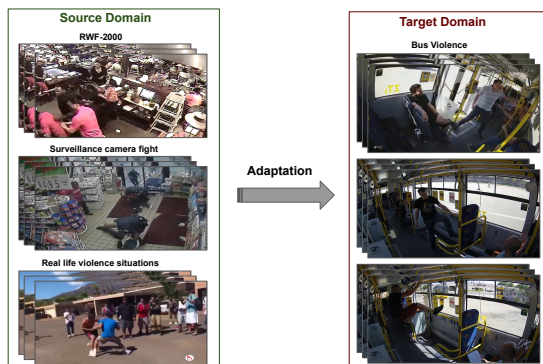 Source Domain
RWF-2000
Surveillance camera fight
Real life violence situations
Adaptation
Target Domain
Bus Violence